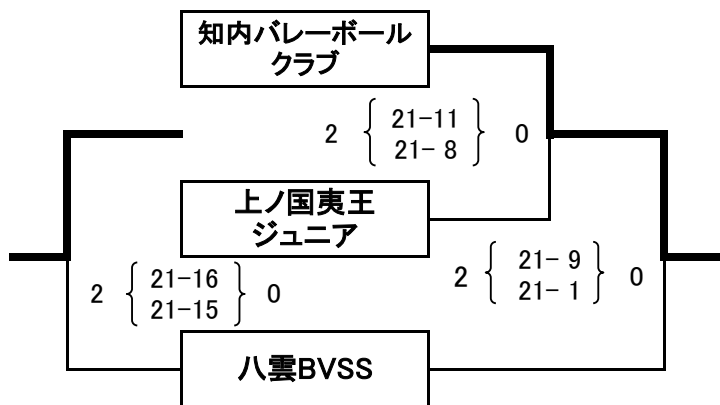 知内バレーボール
クラブ
2 { 21-11 } 0
21- 8
上ノ国夷王
ジュニア
2 { 21-16 } 0
21-15
2 { 21- 9 } 0
21- 1
八雲BVSS